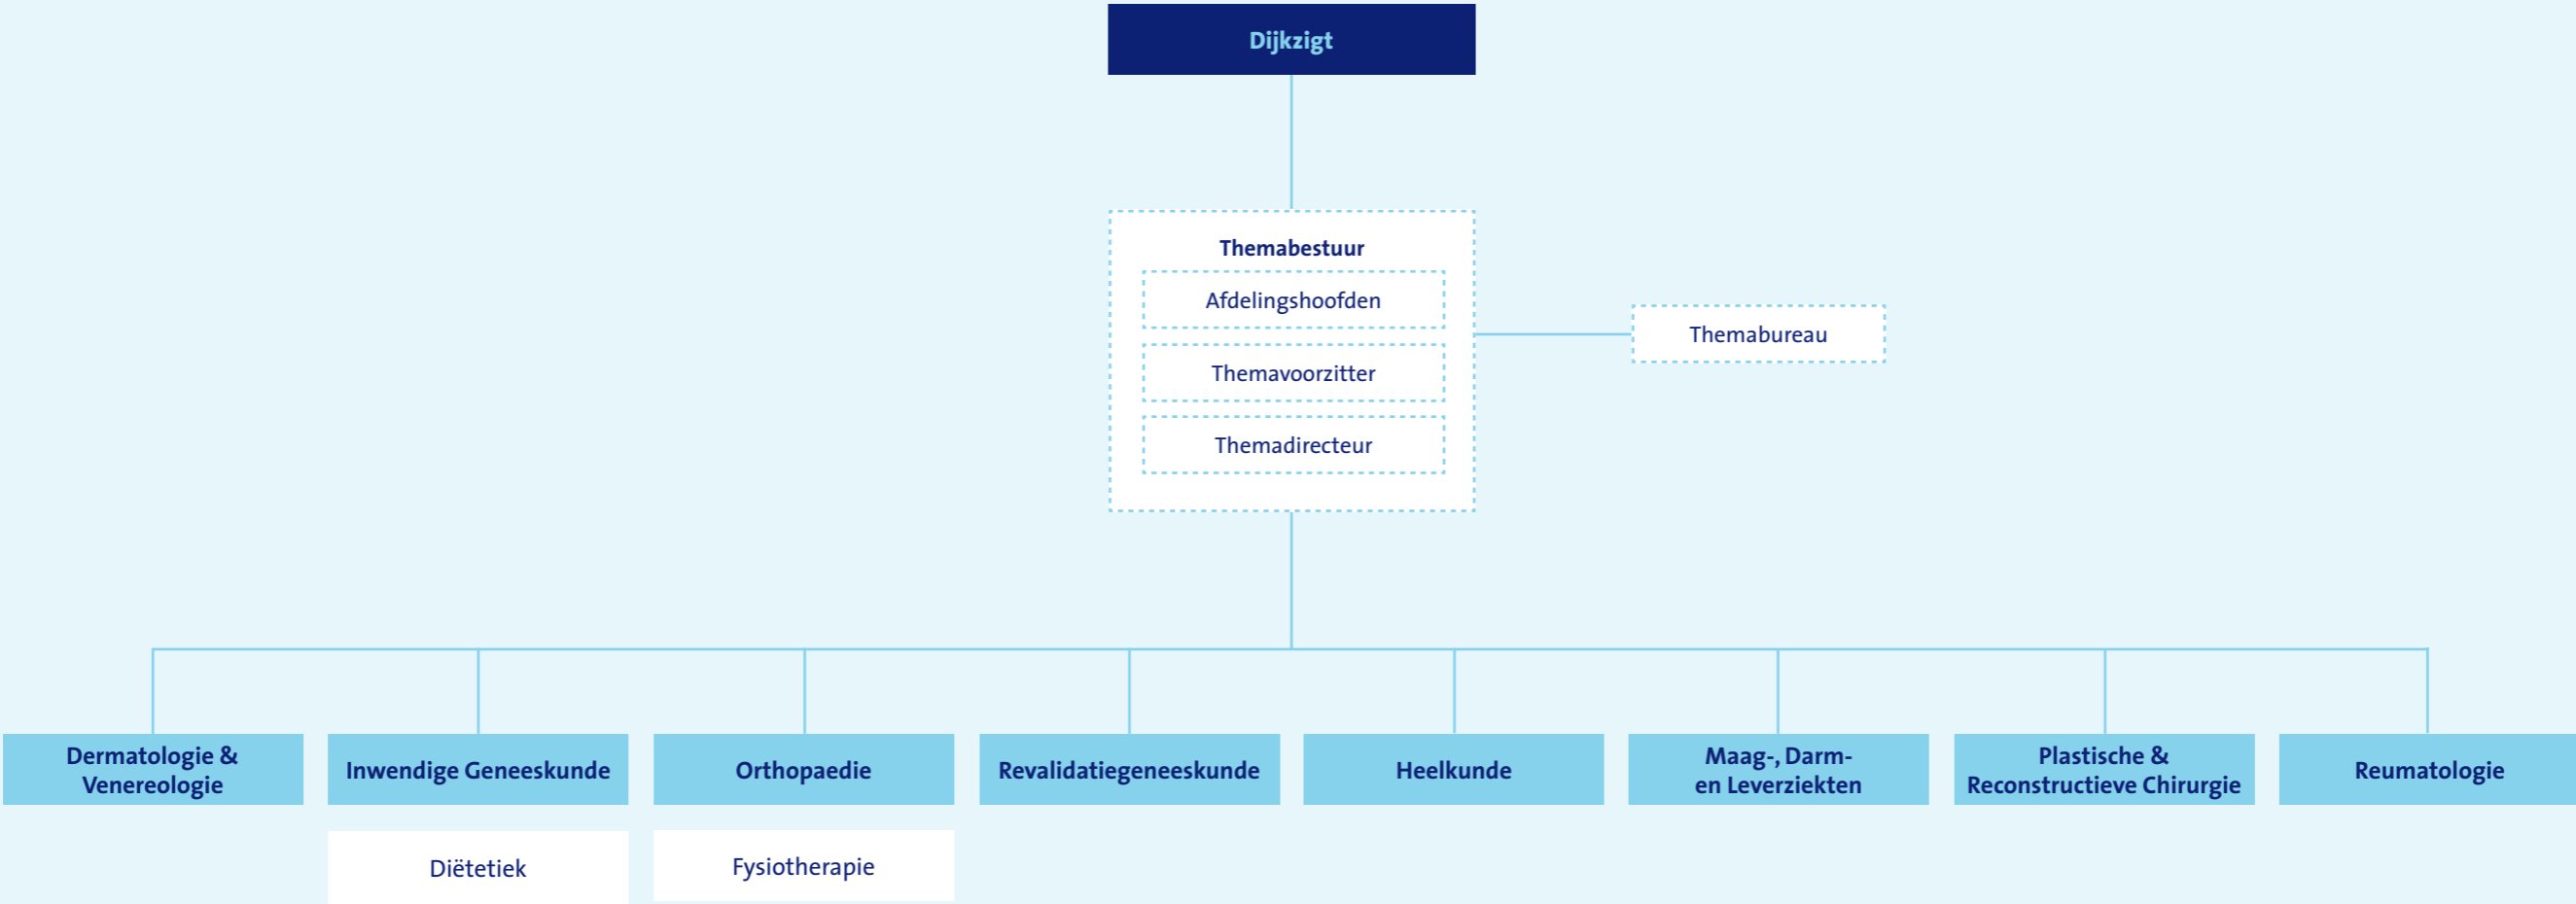 Dijkzigt
Themabestuur
Afdelingshoofden
Themavoorzitter
Themadirecteur
Themabureau
Dermatologie &
Venereologie
Inwendige Geneeskunde
Orthopaedie
Revalidatiegeneeskunde
Heelkunde
Maag-, Darm-
en Leverziekten
Plastische &
Reconstructieve Chirurgie
Reumatologie
Diëtetiek
Fysiotherapie